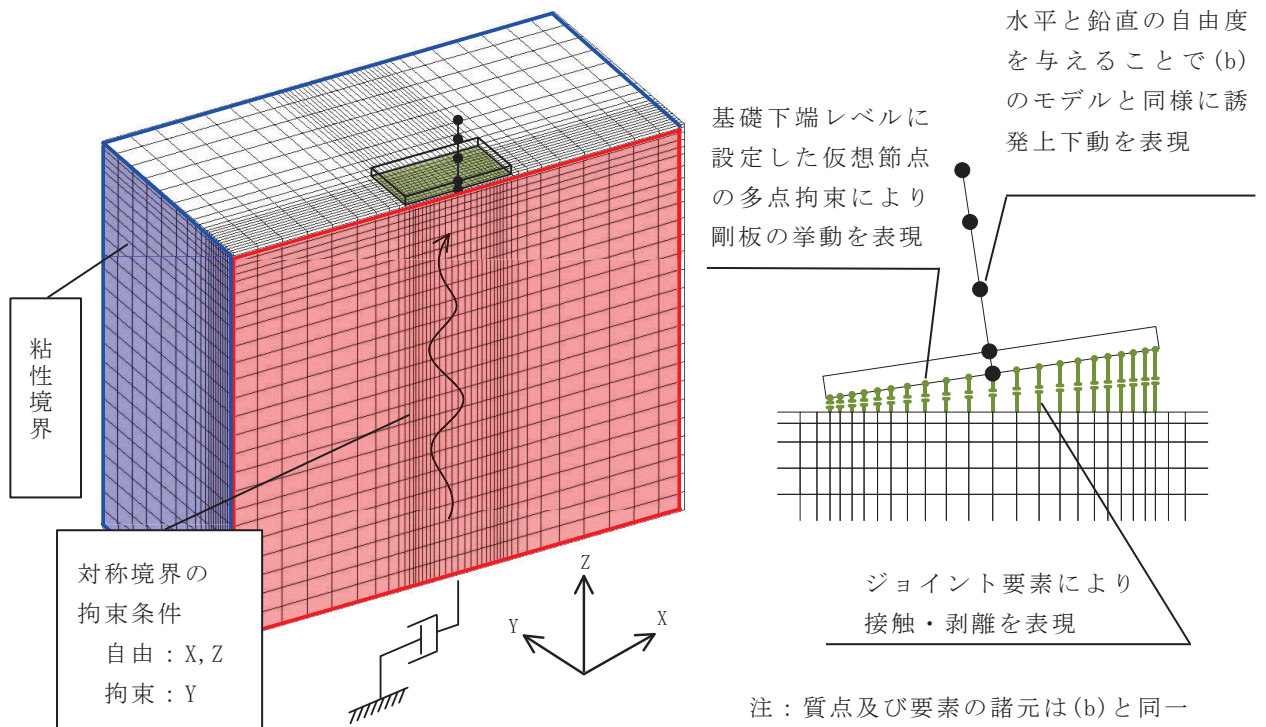 水平と鉛直の自由度
を与えることで(b)
のモデルと同様に誘
発上下動を表現
基礎下端レベルに
設定した仮想節点
の多点拘束により
剛板の挙動を表現
粘性境界
対称境界の
拘束条件
自由：X,Z
拘束：Y
Z
Y
X
ジョイント要素により
接触・剥離を表現
注：質点及び要素の諸元は(b)と同一